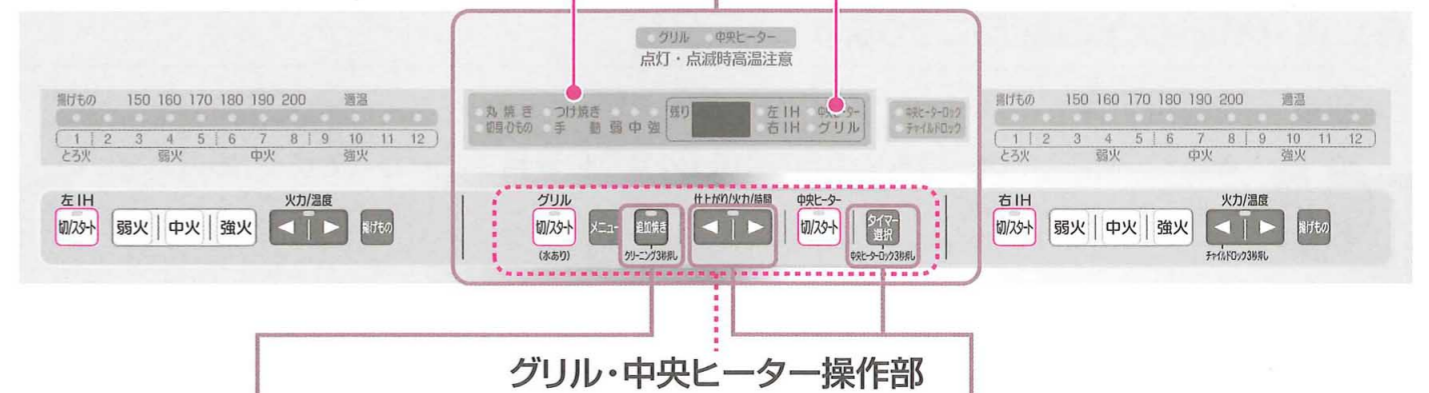 グリル 中央ヒーター
点灯・点滅時高温注意
揚げもの 150 160 170 180 190 200 適温
1 2 3 4 5 6 7 8 9 10 11 12
とろ火 弱火 中火 強火
丸焼き つけ焼き
切身・ひもの 手動 弱 中 強
残り
左IH 中央ヒーター
右IH グリル
中央ヒーターロック
チャイルドロック
揚げもの 150 160 170 180 190 200 適温
1 2 3 4 5 6 7 8 9 10 11 12
とろ火 弱火 中火 強火
左IH 火力/温度
切/スタート 弱火 中火 強火 ◀ ▶ 揚げもの
グリル 仕上がり/火力/時間 中央ヒーター
切/スタート メニュー 追加焼き ◀ ▶ 切/スタート タイマー選択
(水あり) クリーニング3秒押し 中央ヒーターロック3秒押し
右IH 火力/温度
切/スタート 弱火 中火 強火 ◀ ▶ 揚げもの
チャイルドロック3秒押し
グリル・中央ヒーター操作部